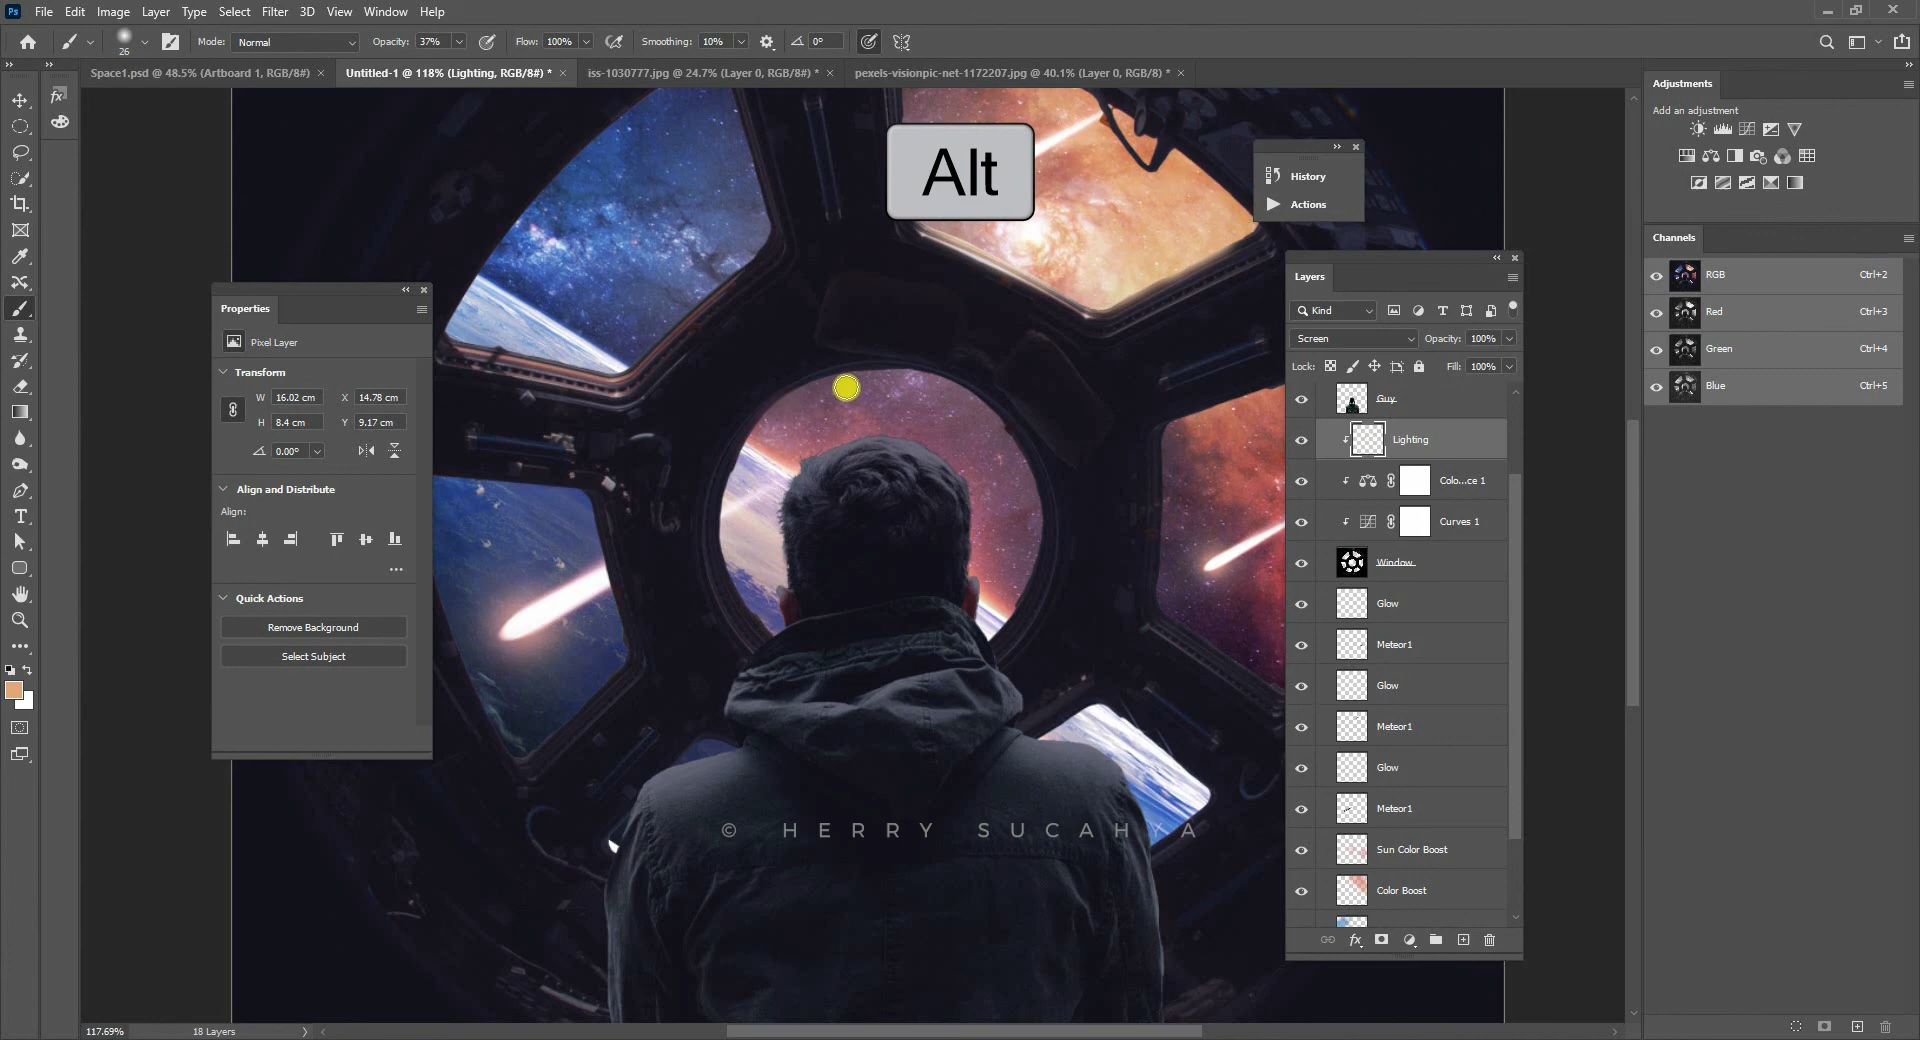 Ps File Edit Image Layer Type Select Filter 3D View Window Help
26 Mode: Normal Opacity: 37% Flow: 100% Smoothing: 10% 0°
Space1.psd @ 48.5% (Artboard 1, RGB/8#) Untitled-1 @ 118% (Lighting, RGB/8#) * iss-1030777.jpg @ 24.7% (Layer 0, RGB/8#) * pexels-visionpic-net-1172207.jpg @ 40.1% (Layer 0, RGB/8) *
Alt
History
Actions
Properties
Pixel Layer
Transform
W 16.02 cm X 14.78 cm
H 8.4 cm Y 9.17 cm
0.00°
Align and Distribute
Align:
Quick Actions
Remove Background
Select Subject
© HERRY SUCAHYA
Layers
Kind
Screen Opacity: 100%
Lock: Fill: 100%
Guy
Lighting
Colo...ce 1
Curves 1
Window
Glow
Meteor1
Glow
Meteor1
Glow
Meteor1
Sun Color Boost
Color Boost
fx
Adjustments
Add an adjustment
Channels
RGB Ctrl+2
Red Ctrl+3
Green Ctrl+4
Blue Ctrl+5
117.69% 18 Layers